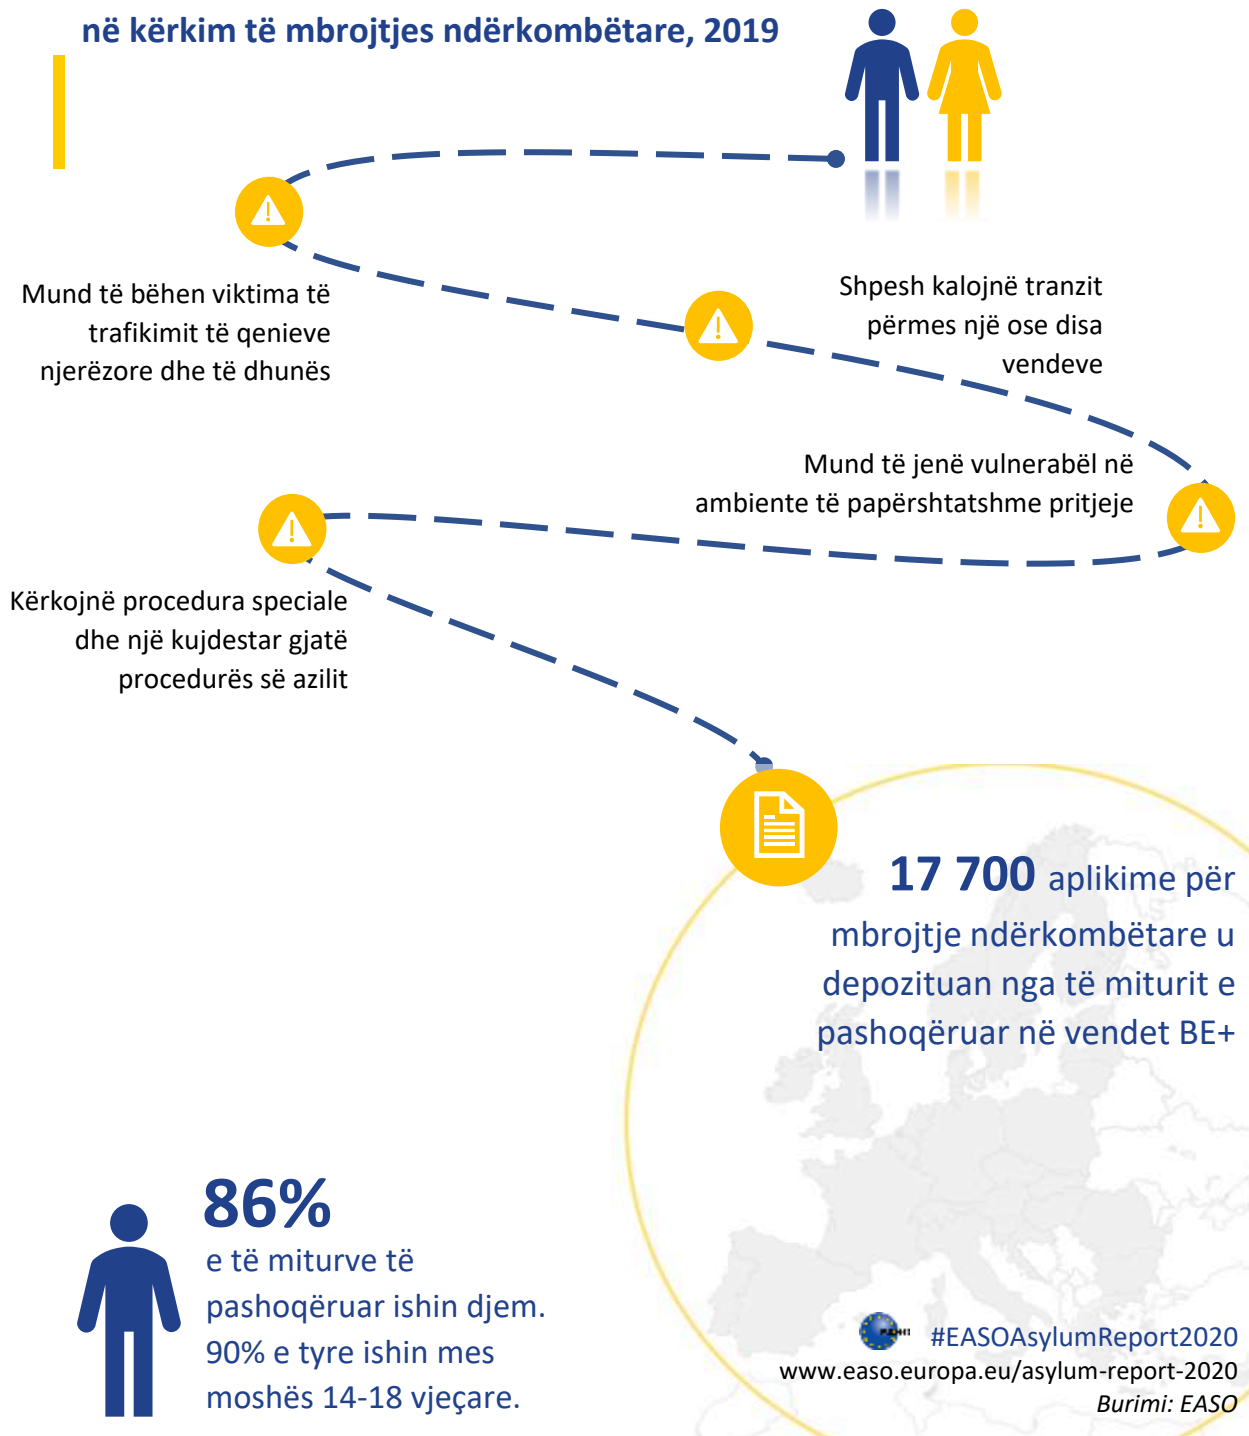 në kërkim të mbrojtjes ndërkombëtare, 2019
Mund të bëhen viktima të
trafikimit të qenieve
njerëzore dhe të dhunës
Shpesh kalojnë tranzit
përmes një ose disa
vendeve
Mund të jenë vulnerabël në
ambiente të papërshtatshme pritjeje
Kërkojnë procedura speciale
dhe një kujdestar gjatë
procedurës së azilit
17 700 aplikime për
mbrojtje ndërkombëtare u
depozituan nga të miturit e
pashoqëruar në vendet BE+
86%
e të miturve të
pashoqëruar ishin djem.
90% e tyre ishin mes
moshës 14-18 vjeçare.
#EASOAsylumReport2020
www.easo.europa.eu/asylum-report-2020
Burimi: EASO